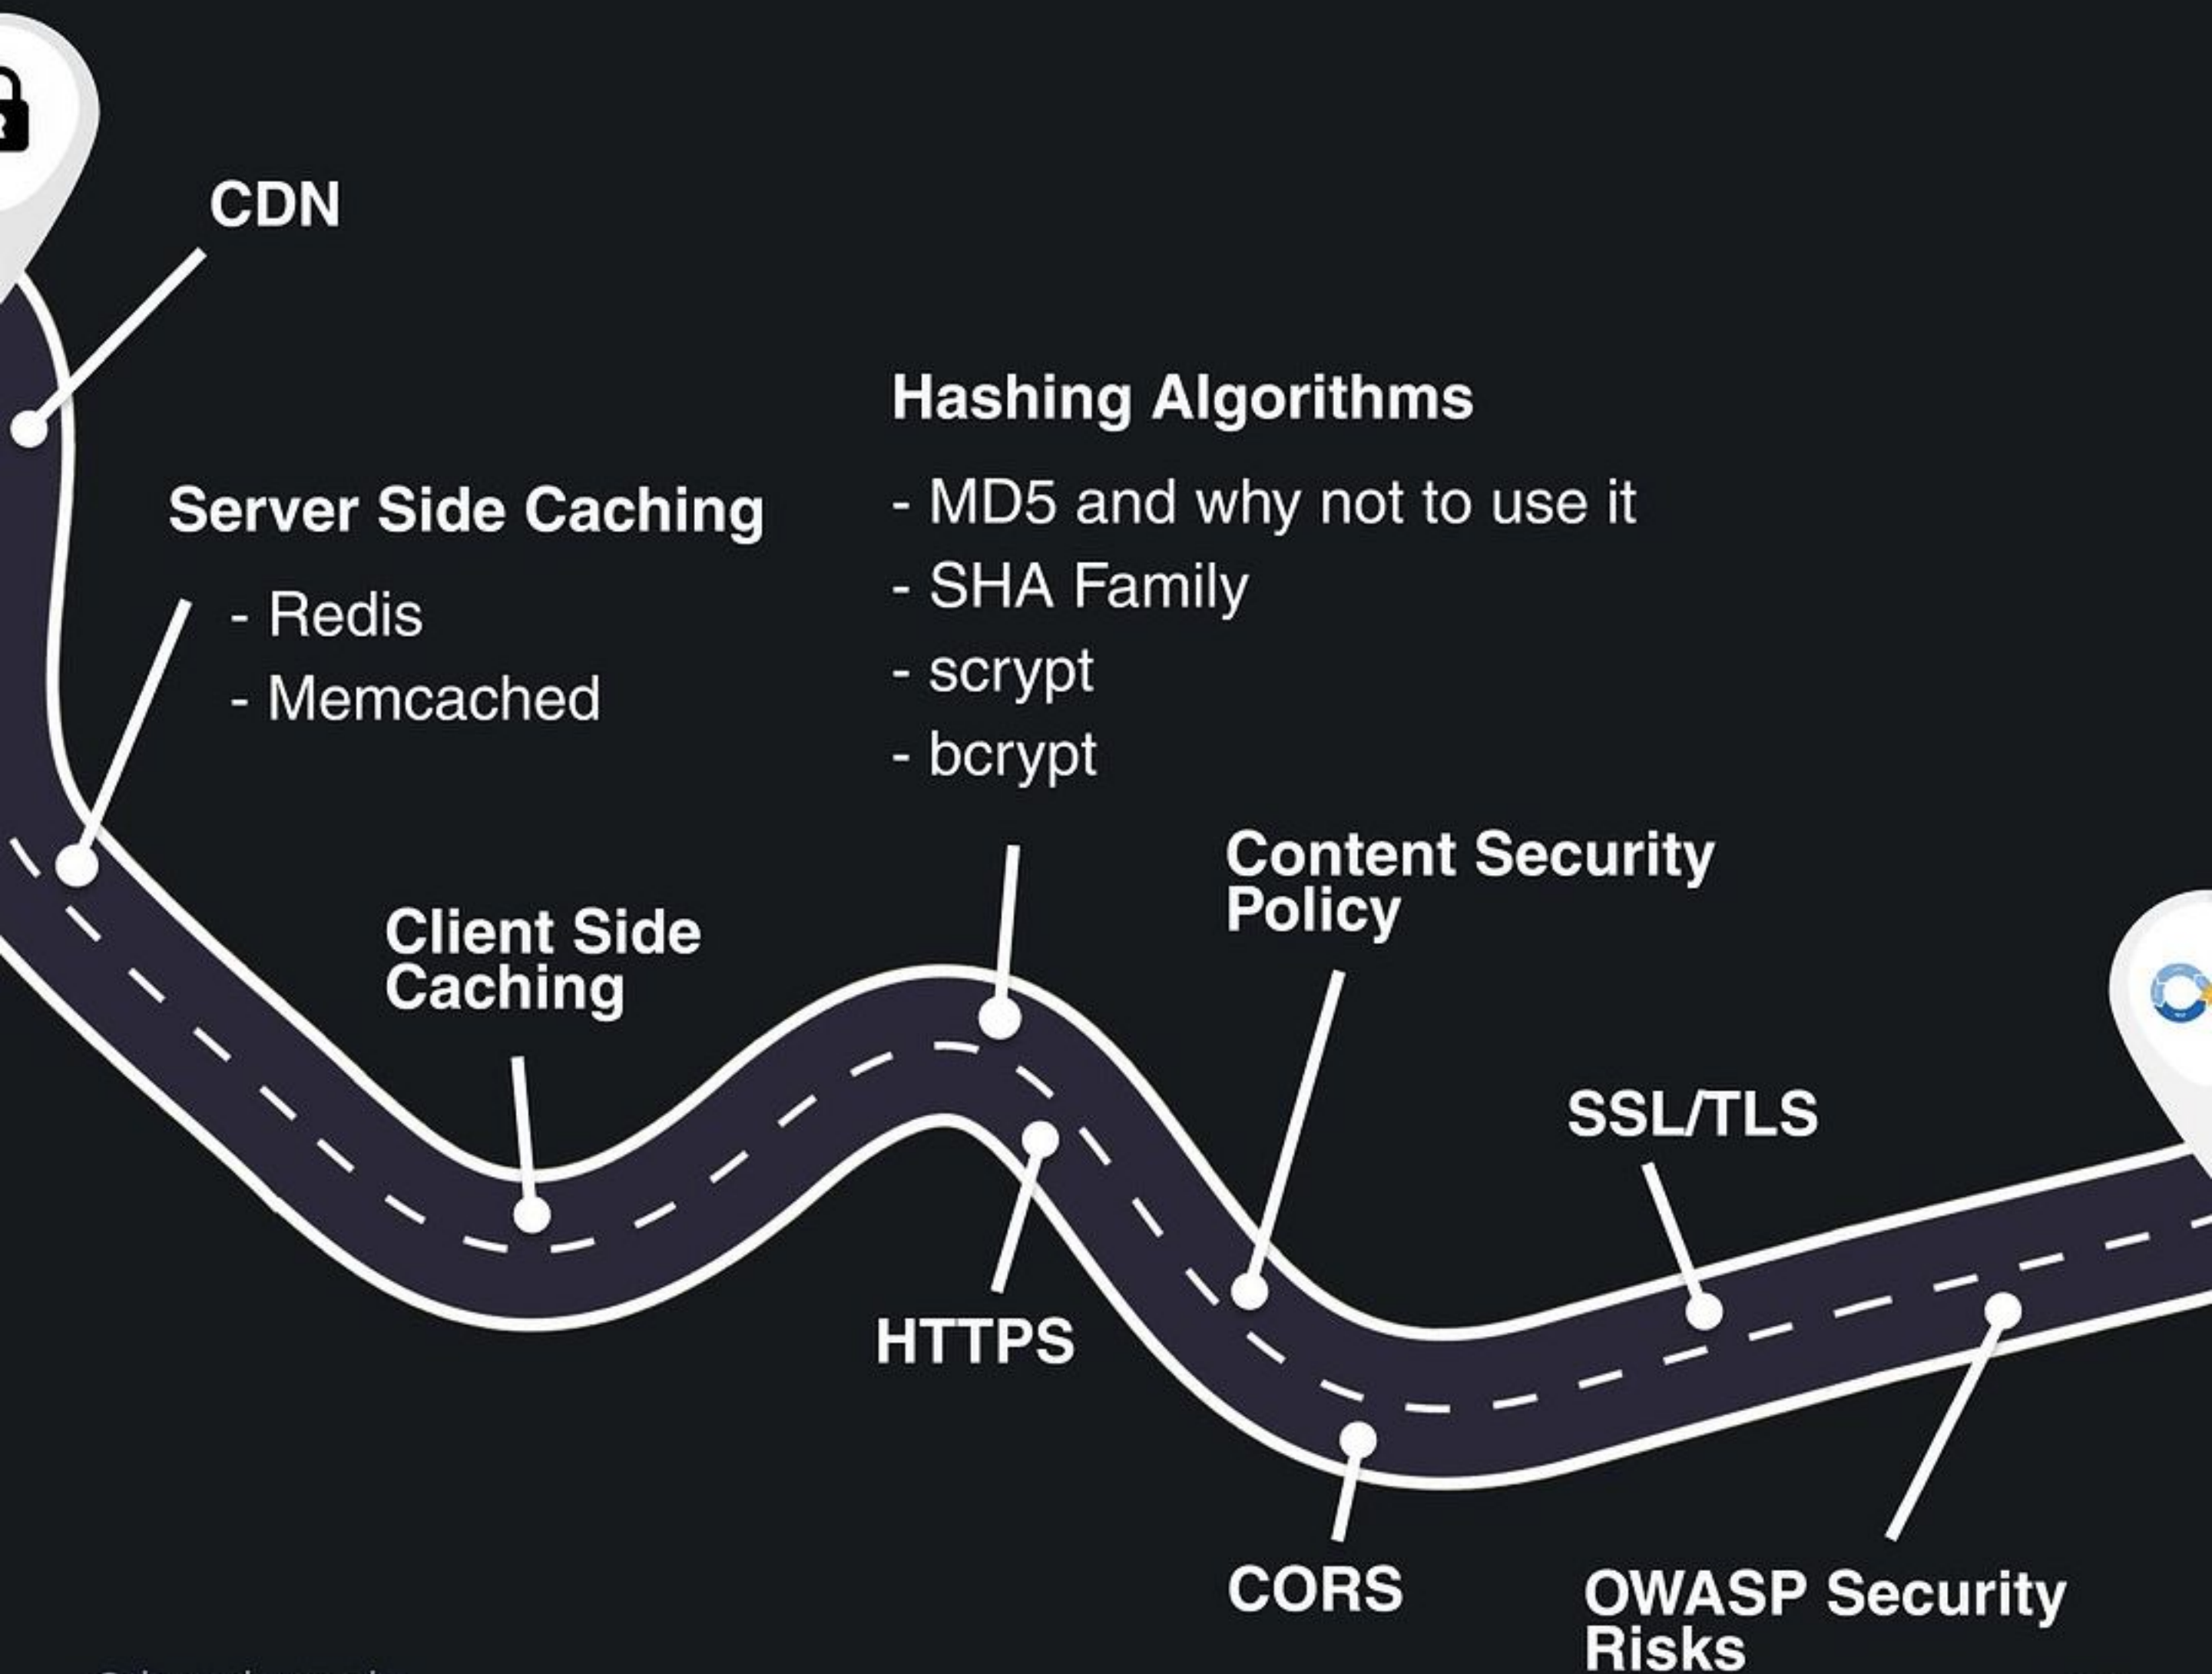 CDN
Server Side Caching
- Redis
- Memcached
Client Side
Caching
Hashing Algorithms
- MD5 and why not to use it
- SHA Family
- scrypt
- bcrypt
HTTPS
Content Security
Policy
CORS
SSL/TLS
OWASP Security
Risks